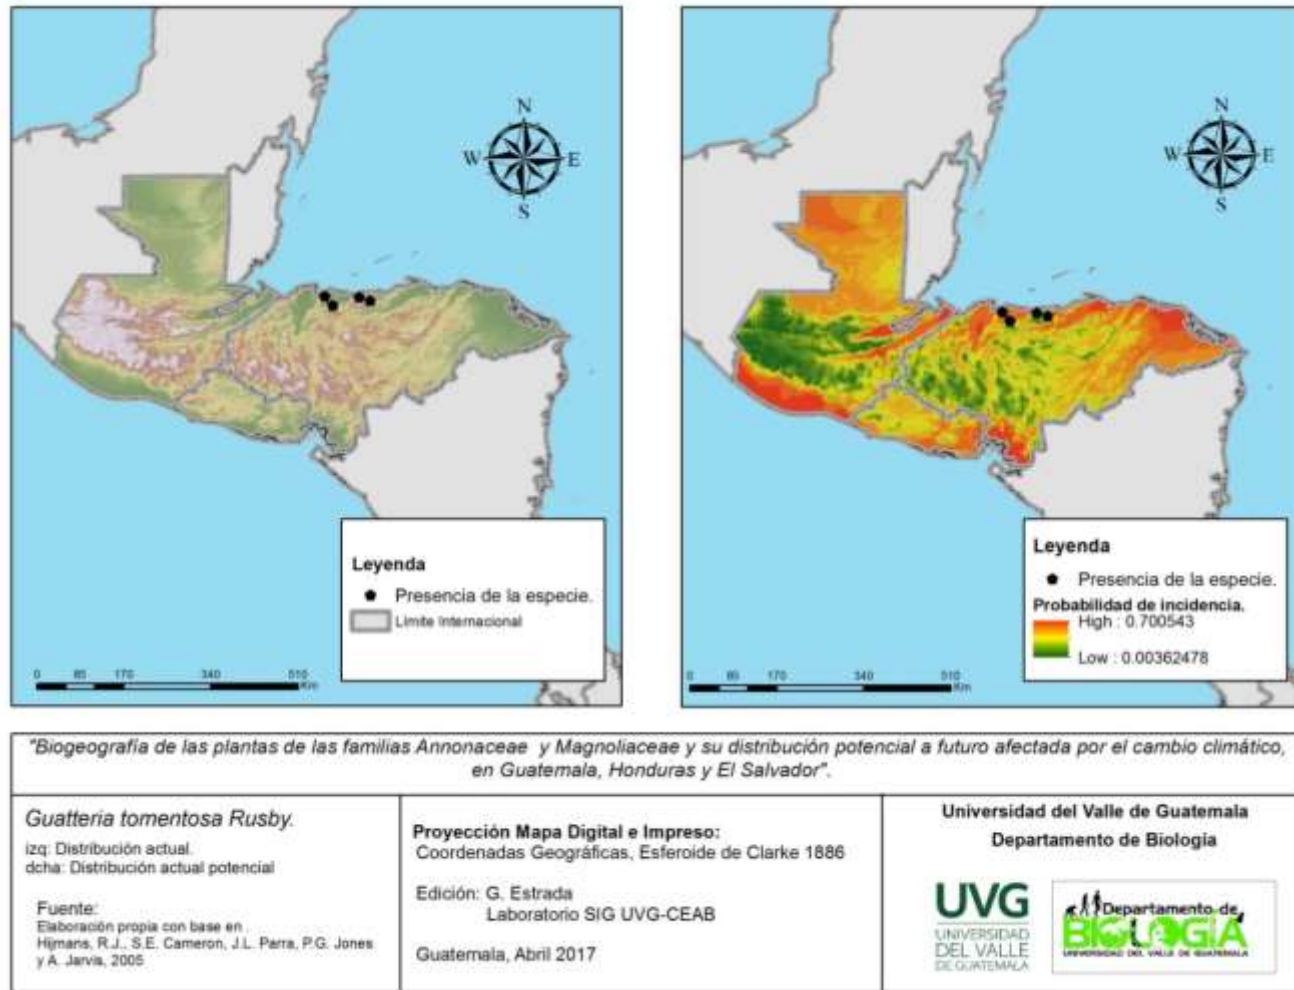 N
W E
S
Leyenda
Presencia de la especie.
Límite Internacional
0 85 170 340 510
Km
N
W E
S
Leyenda
Presencia de la especie.
Probabilidad de incidencia.
High : 0.700543
Low : 0.00362478
0 85 170 340 510
Km
"Biogeografía de las plantas de las familias Annonaceae y Magnoliaceae y su distribución potencial a futuro afectada por el cambio climático,
en Guatemala, Honduras y El Salvador".
Guatteria tomentosa Rusby.
izq: Distribución actual.
dcha: Distribución actual potencial
Fuente:
Elaboración propia con base en .
Hijmans, R.J., S.E. Cameron, J.L. Parra, P.G. Jones
y A. Jarvis, 2005
Proyección Mapa Digital e Impreso:
Coordenadas Geográficas, Esferoide de Clarke 1886
Edición: G. Estrada
Laboratorio SIG UVG-CEAB
Guatemala, Abril 2017
Universidad del Valle de Guatemala
Departamento de Biología
UVG
UNIVERSIDAD
DEL VALLE
DE GUATEMALA
Departamento de
BIOLOGÍA
UNIVERSIDAD DEL VALLE DE GUATEMALA